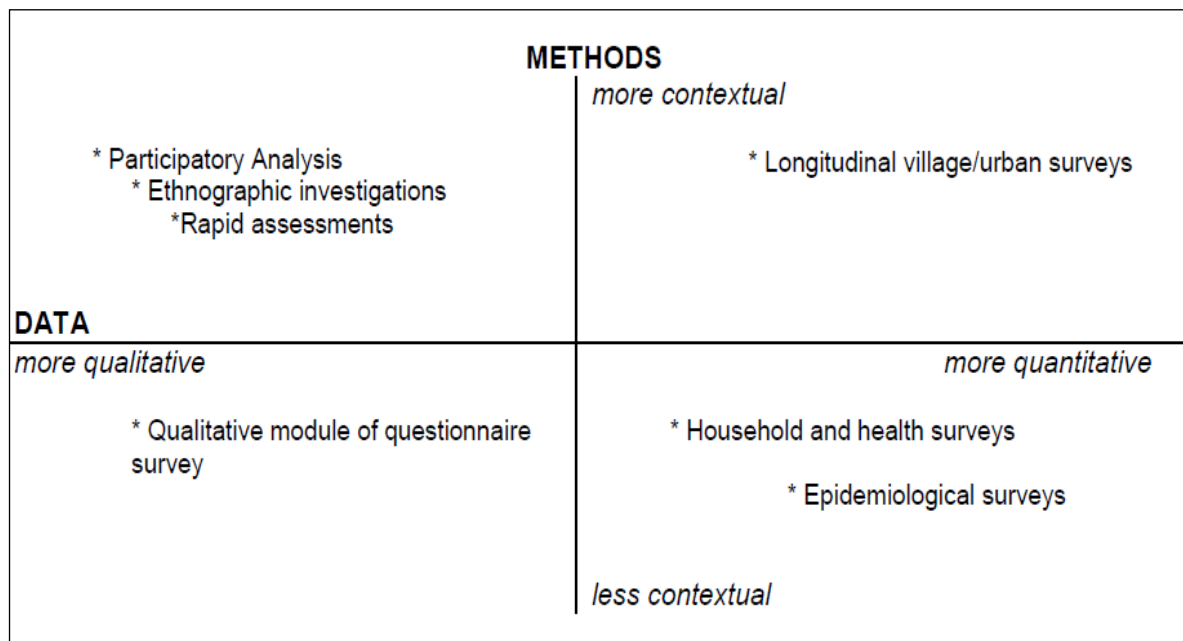 METHODS
more contextual
* Participatory Analysis
* Longitudinal village/urban surveys
* Ethnographic investigations
*Rapid assessments
DATA
more qualitative
more quantitative
* Qualitative module of questionnaire
survey
* Household and health surveys
* Epidemiological surveys
less contextual